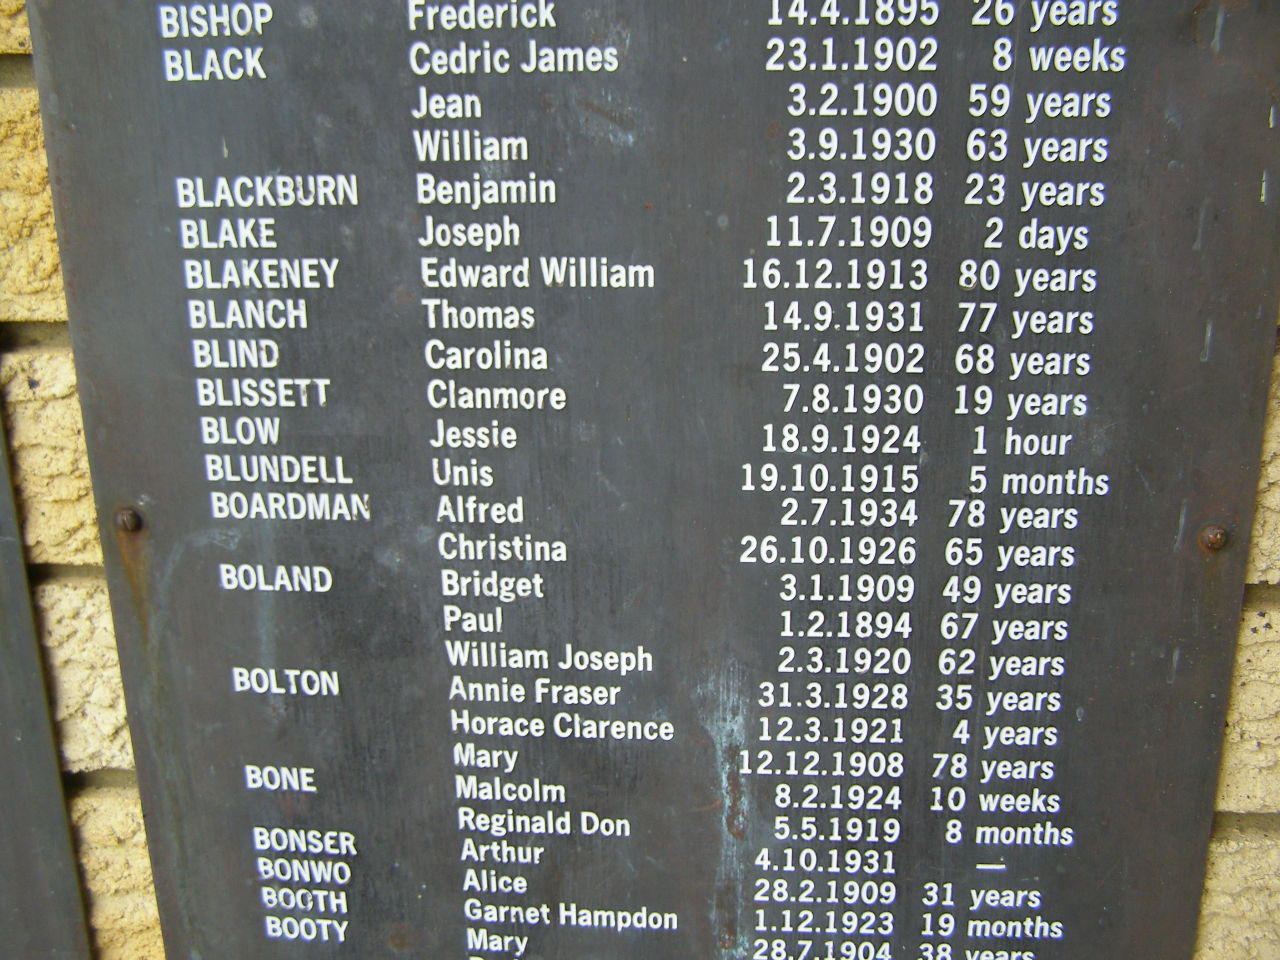 BISHOP Frederick 14.4.1895 26 years
BLACK Cedric James 23.1.1902 8 weeks
Jean 3.2.1900 59 years
William 3.9.1930 63 years
BLACKBURN Benjamin 2.3.1918 23 years
BLAKE Joseph 11.7.1909 2 days
BLAKENEY Edward William 16.12.1913 80 years
BLANCH Thomas 14.9.1931 77 years
BLIND Carolina 25.4.1902 68 years
BLISSETT Clanmore 7.8.1930 19 years
BLOW Jessie 18.9.1924 1 hour
BLUNDELL Unis 19.10.1915 5 months
BOARDMAN Alfred 2.7.1934 78 years
Christina 26.10.1926 65 years
BOLAND Bridget 3.1.1909 49 years
Paul 1.2.1894 67 years
William Joseph 2.3.1920 62 years
BOLTON Annie Fraser 31.3.1928 35 years
Horace Clarence 12.3.1921 4 years
Mary 12.12.1908 78 years
BONE Malcolm 8.2.1924 10 weeks
Reginald Don 5.5.1919 8 months
BONSER Arthur 4.10.1931 —
BONWO Alice 28.2.1909 31 years
BOOTH Garnet Hampdon 1.12.1923 19 months
BOOTY Mary 28.7.1904 38 years